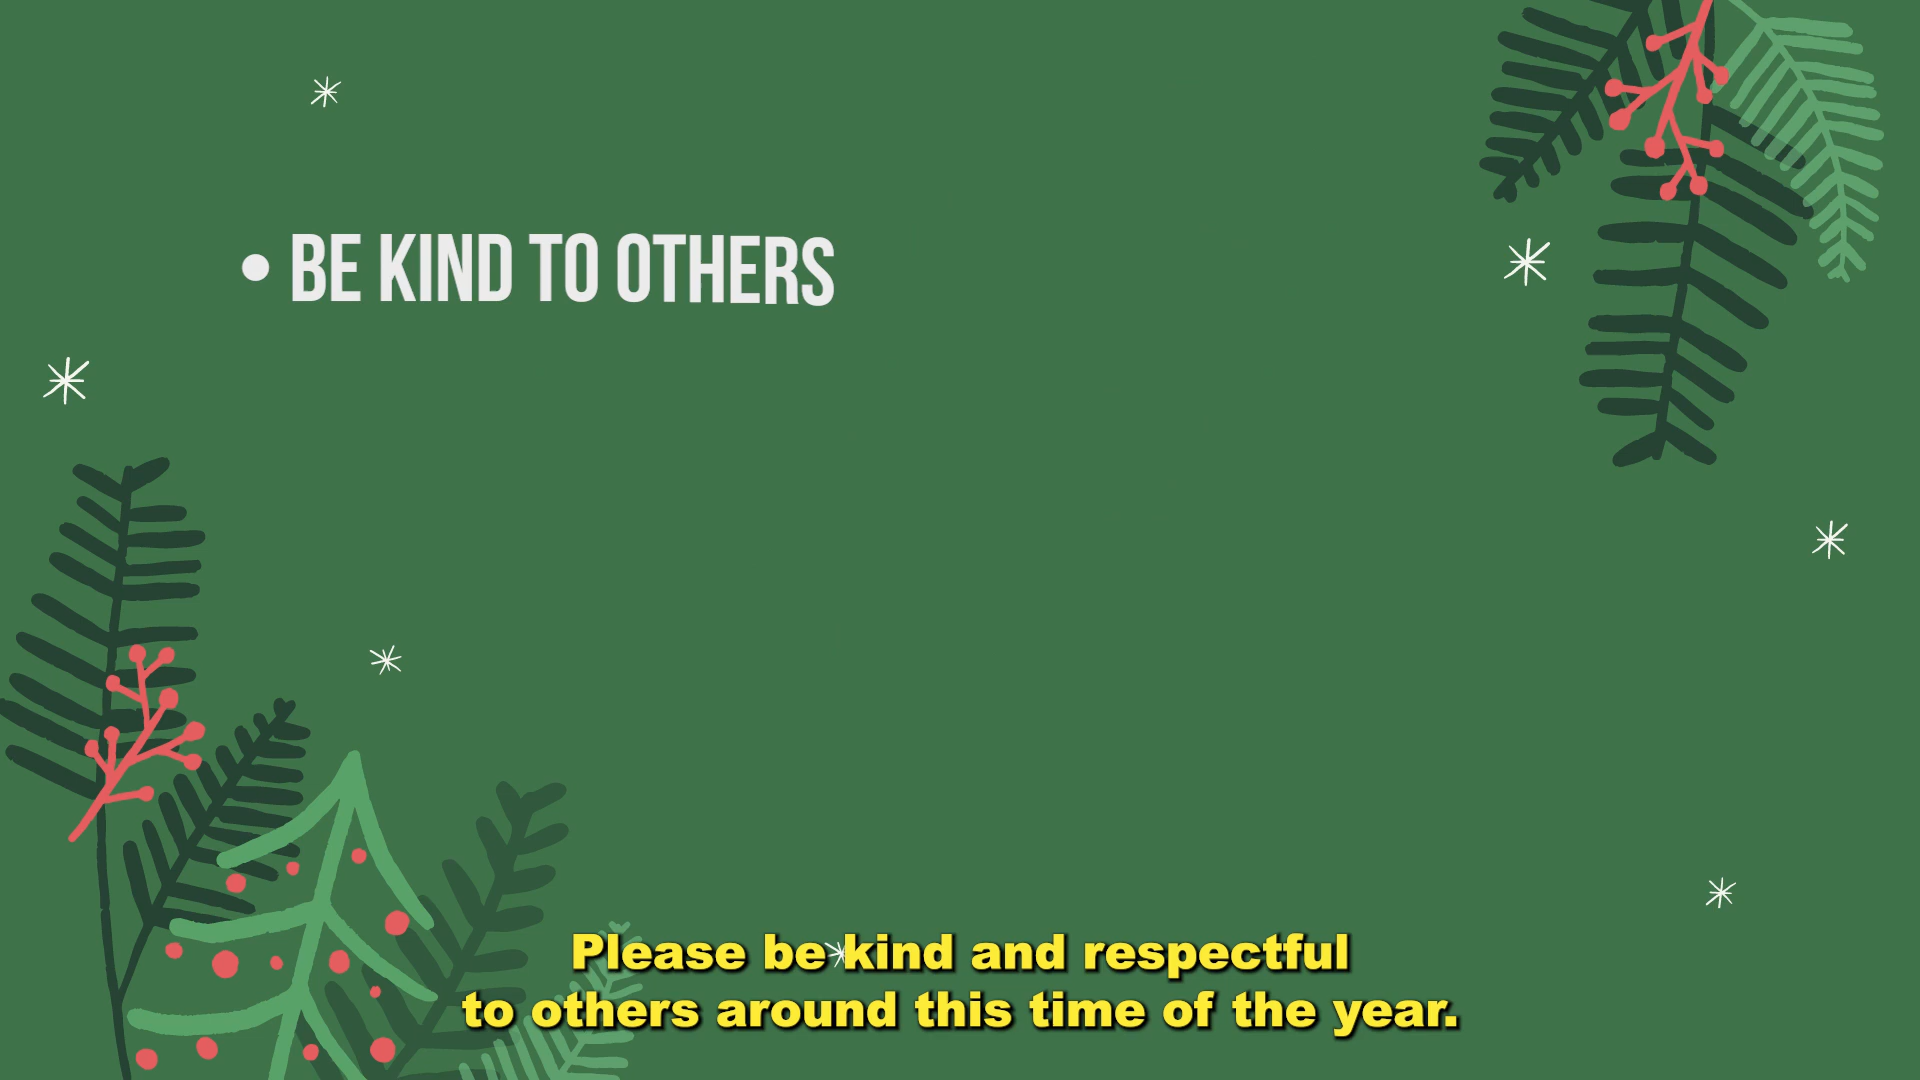 • BE KIND TO OTHERS
Please be kind and respectful
to others around this time of the year.